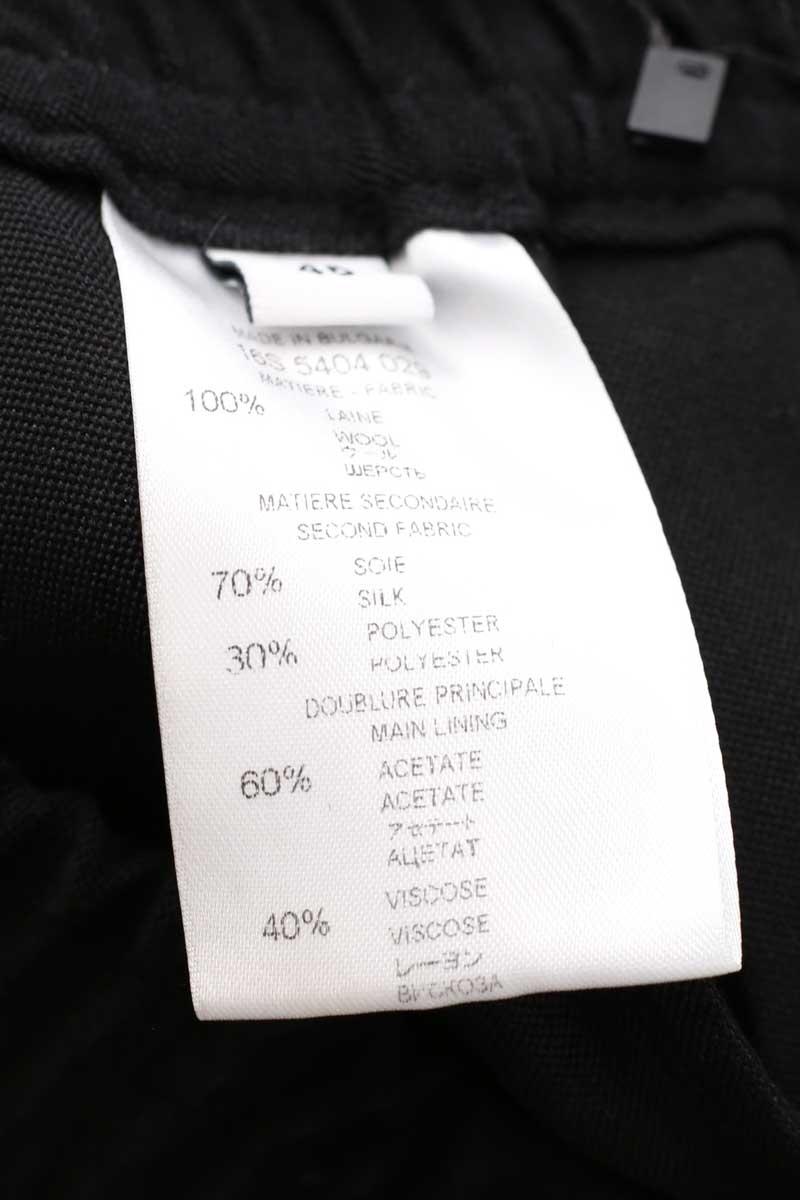 46
MADE IN BULGARIA
16S 5404 029
MATIERE - FABRIC
100% LAINE
WOOL
ウール
ШЕРСТЬ
MATIERE SECONDAIRE
SECOND FABRIC
70% SOIE
SILK
30% POLYESTER
POLYESTER
DOUBLURE PRINCIPALE
MAIN LINING
60% ACETATE
ACETATE
アセテート
АЦЕТАТ
40% VISCOSE
VISCOSE
レーヨン
ВИСКОЗА